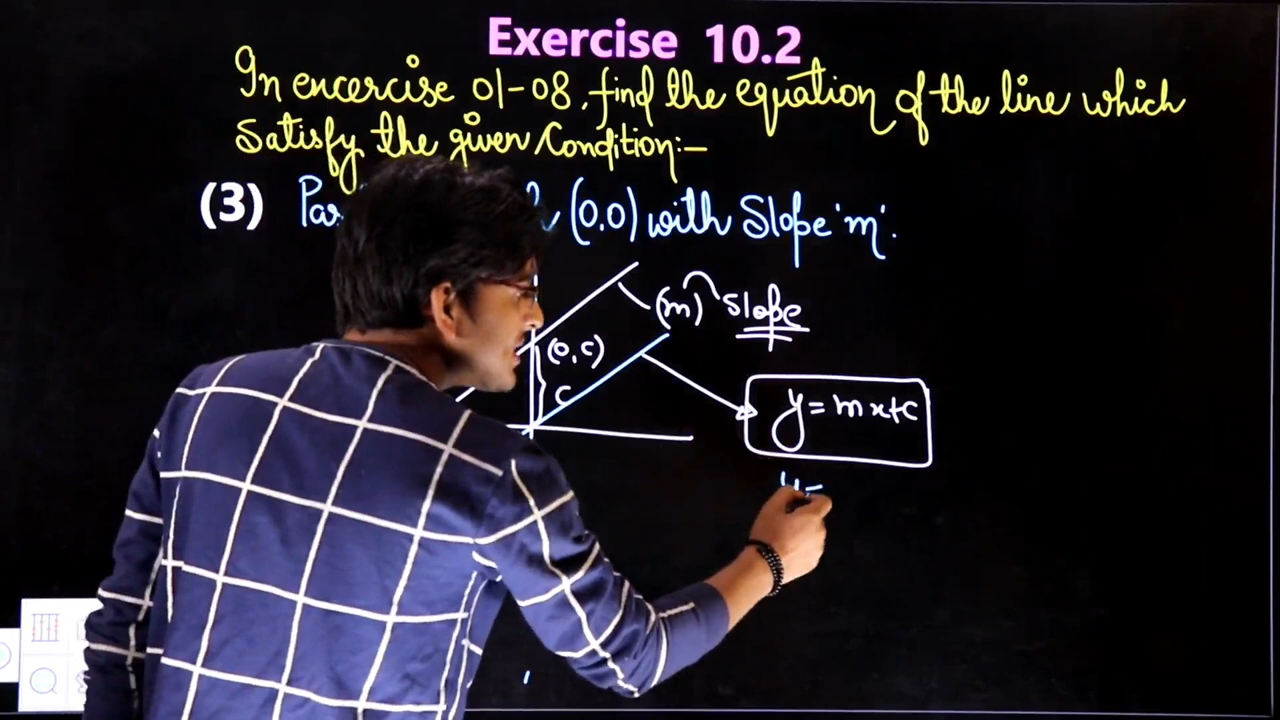 Exercise 10.2
In encercise 01-08, find the equation of the line which
Satisfy the given Condition:-
(3) (0,0) with Slope 'm'.
(m) Slope
(0, c)
c
y = mx+c
y=